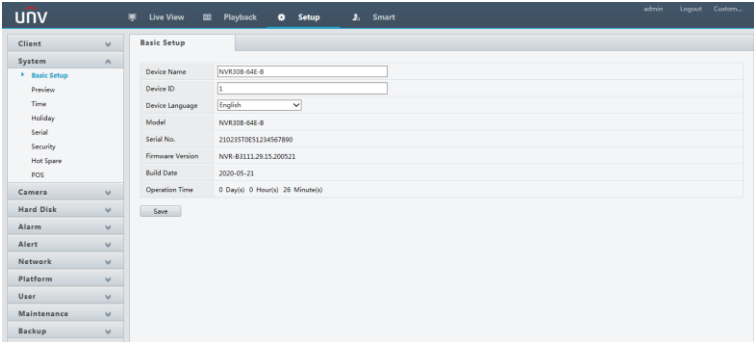 unv Live View Playback Setup Smart admin Logout Custom...
Client
System
Basic Setup
Preview
Time
Holiday
Serial
Security
Hot Spare
POS
Camera
Hard Disk
Alarm
Alert
Network
Platform
User
Maintenance
Backup
Basic Setup
Device Name NVR308-64E-B
Device ID 1
Device Language English
Model NVR308-64E-B
Serial No. 210235T0E51234567890
Firmware Version NVR-B3111.29.15.200521
Build Date 2020-05-21
Operation Time 0 Day(s) 0 Hour(s) 26 Minute(s)
Save